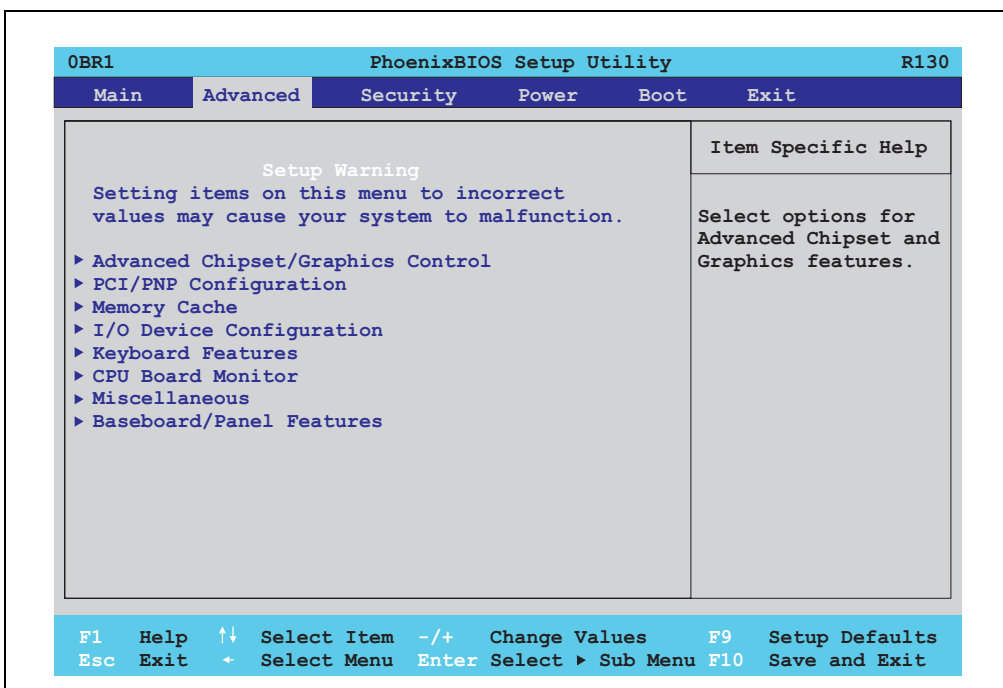 0BR1 PhoenixBIOS Setup Utility R130
Main Advanced Security Power Boot Exit
Setup Warning
Setting items on this menu to incorrect
values may cause your system to malfunction.
▶ Advanced Chipset/Graphics Control
▶ PCI/PNP Configuration
▶ Memory Cache
▶ I/O Device Configuration
▶ Keyboard Features
▶ CPU Board Monitor
▶ Miscellaneous
▶ Baseboard/Panel Features
Item Specific Help
Select options for
Advanced Chipset and
Graphics features.
F1 Help ↑↓ Select Item -/+ Change Values F9 Setup Defaults
Esc Exit ← Select Menu Enter Select ▶ Sub Menu F10 Save and Exit